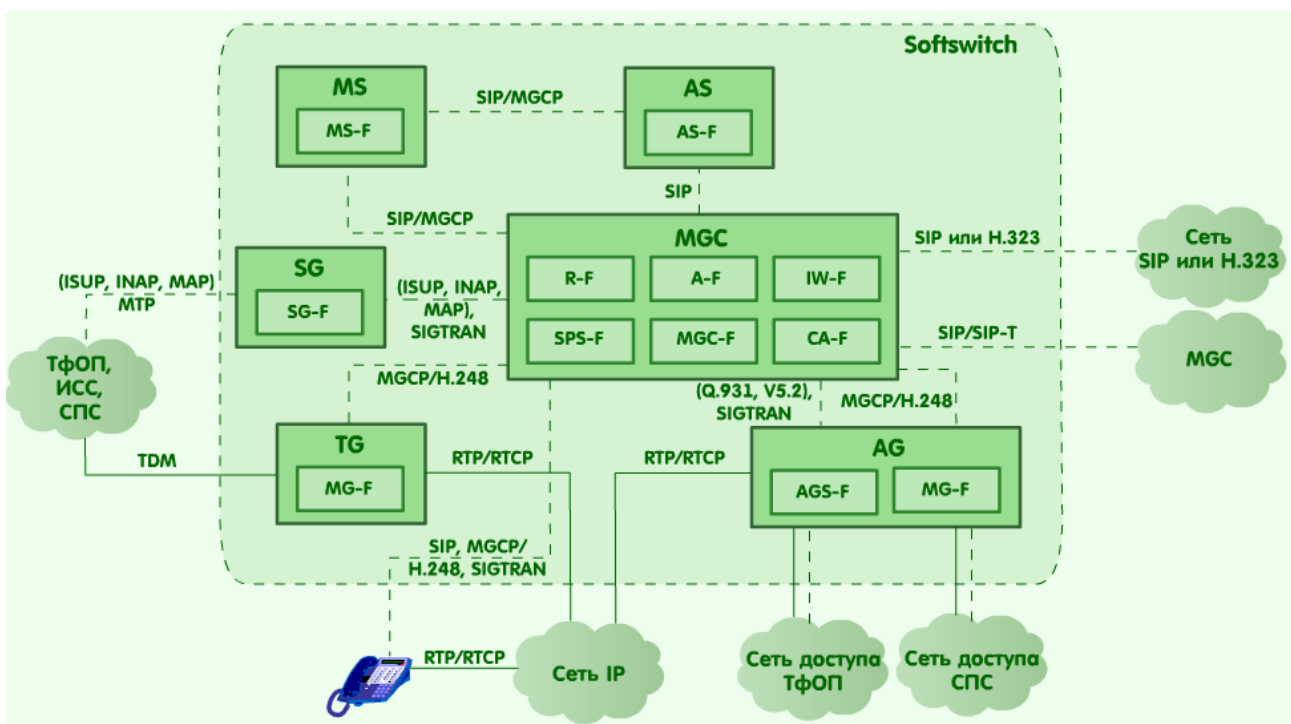 Softswitch
MS
MS-F
SIP/MGCP
AS
AS-F
SIP
SIP/MGCP
MGC
R-F
A-F
IW-F
SPS-F
MGC-F
CA-F
SIP или H.323
Сеть
SIP или H.323
SIP/SIP-T
MGC
SG
SG-F
(ISUP, INAP, MAP)
MTP
(ISUP, INAP,
MAP),
SIGTRAN
ТфОП,
ИСС,
СПС
MGCP/H.248
(Q.931, V5.2),
SIGTRAN
MGCP/H.248
TG
MG-F
TDM
RTP/RTCP
RTP/RTCP
AG
AGS-F
MG-F
SIP, MGCP/
H.248, SIGTRAN
RTP/RTCP
Сеть IP
Сеть доступа
ТфОП
Сеть доступа
СПС